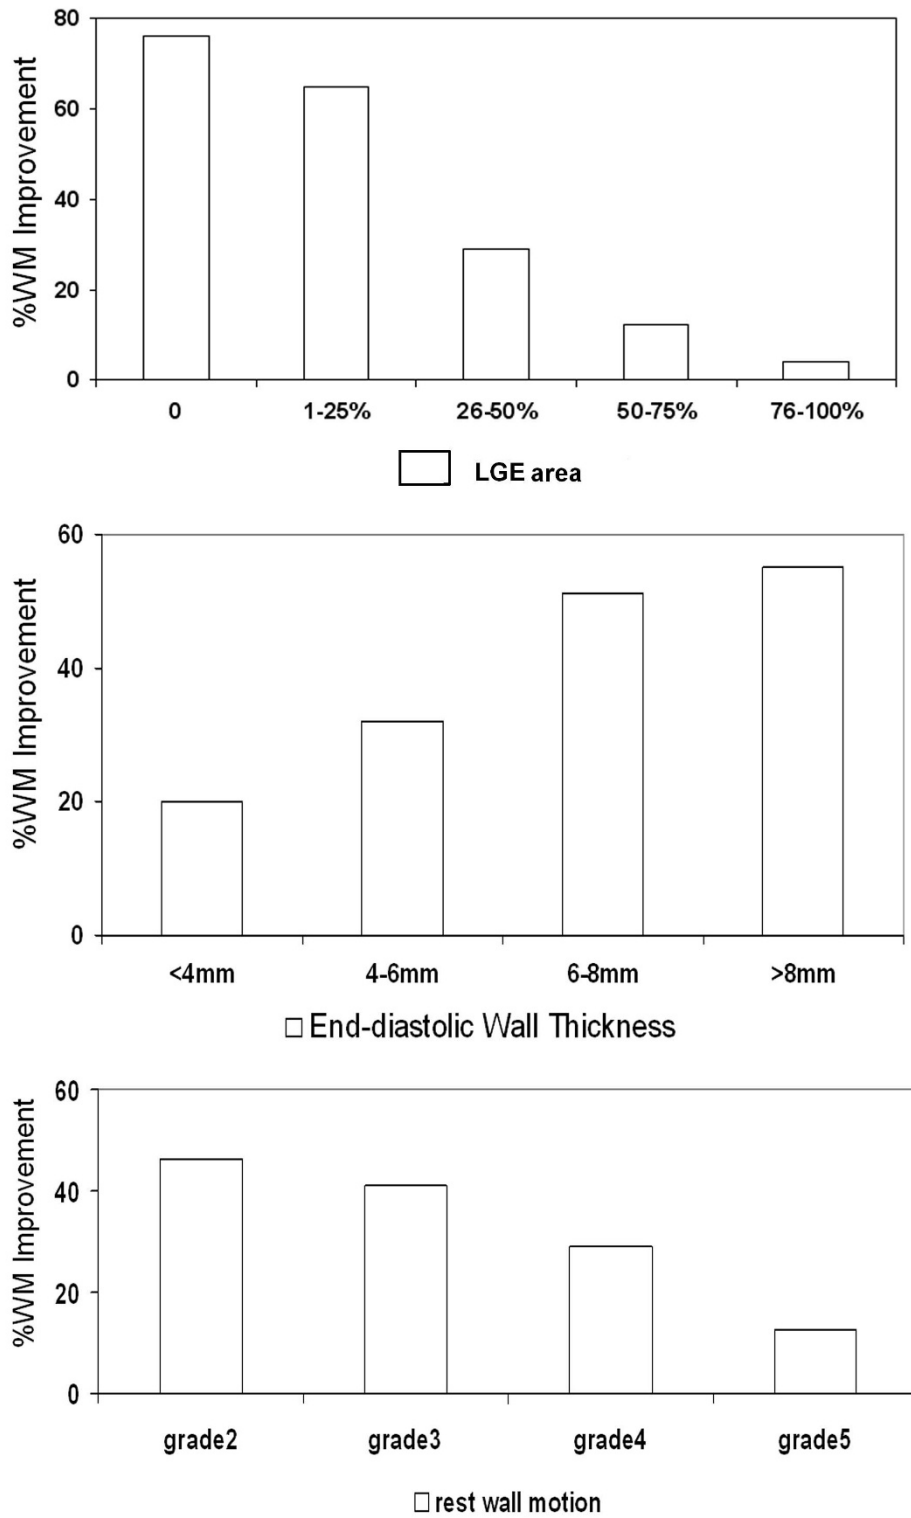 %WM Improvement
80
60
40
20
0
0 1-25% 26-50% 50-75% 76-100%
LGE area
%WM Improvement
60
40
20
0
<4mm 4-6mm 6-8mm >8mm
End-diastolic Wall Thickness
%WM Improvement
60
40
20
0
grade2 grade3 grade4 grade5
rest wall motion